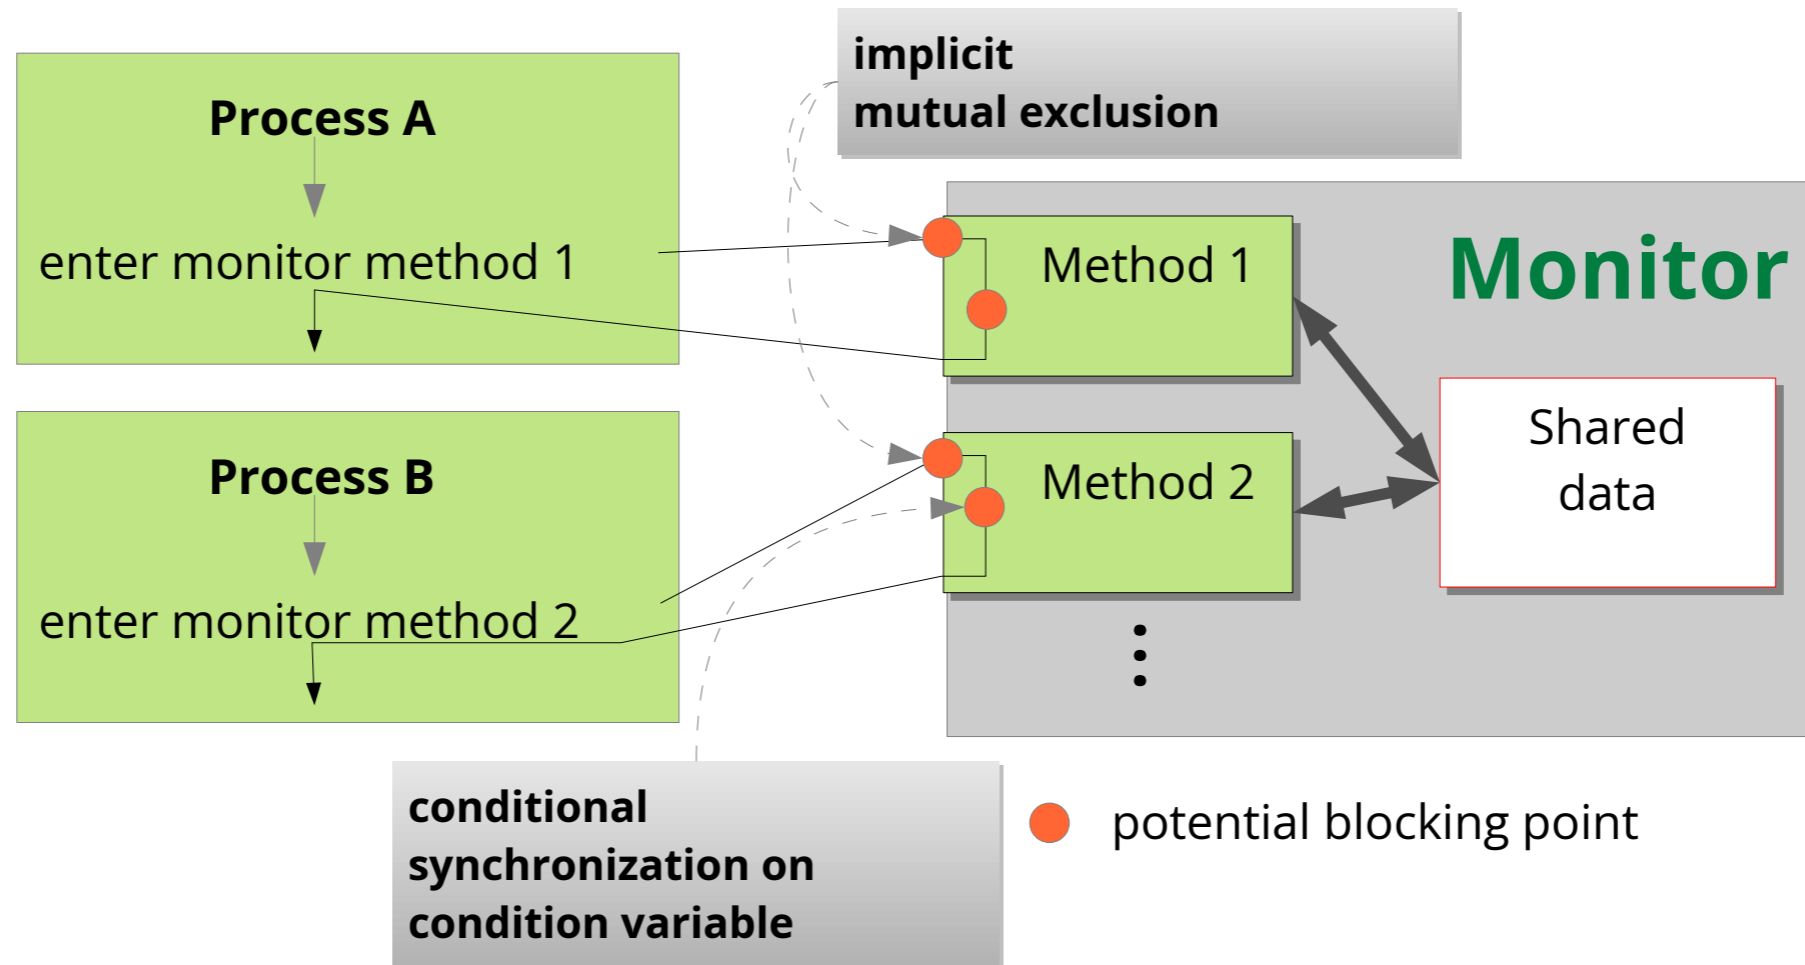 implicit
mutual exclusion
Process A
enter monitor method 1
Method 1
Monitor
Shared
data
Process B
enter monitor method 2
Method 2
conditional
synchronization on
condition variable
potential blocking point